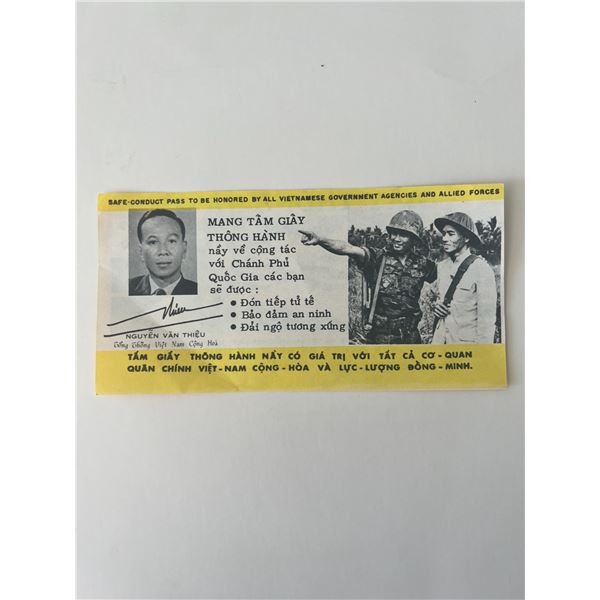 SAFE-CONDUCT PASS TO BE HONORED BY ALL VIETNAMESE GOVERNMENT AGENCIES AND ALLIED FORCES
MANG TẤM GIẤY
THÔNG HÀNH
nầy về cộng tác
với Chánh Phủ
Quốc Gia các bạn
sẽ được :
• Đón tiếp tử tế
• Bảo đảm an ninh
• Đải ngộ tương xứng
NGUYỄN VĂN THIỆU
Tổng Thống Việt Nam Cộng Hoà
TẤM GIẤY THÔNG HÀNH NẦY CÓ GIÁ TRỊ VỚI TẤT CẢ CƠ - QUAN
QUÂN CHÍNH VIỆT - NAM CỘNG - HÒA VÀ LỰC - LƯỢNG ĐỒNG - MINH.